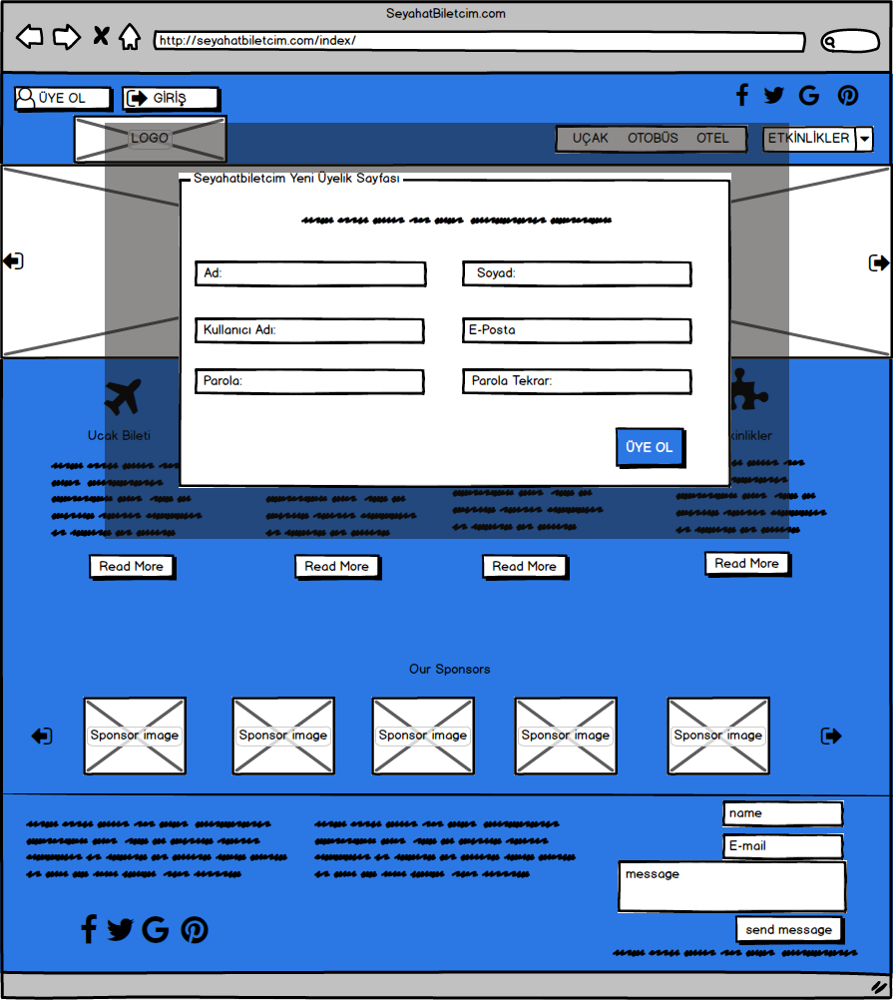 SeyahatBiletcim.com
http://seyahatbiletcim.com/index/
ÜYE OL
GİRİŞ
LOGO
UÇAK OTOBÜS OTEL
ETKİNLİKLER
Seyahatbiletcim Yeni Üyelik Sayfası
Ad:
Soyad:
Kullanıcı Adı:
E-Posta
Parola:
Parola Tekrar:
ÜYE OL
Ucak Bileti
kinlikler
Read More
Read More
Read More
Read More
Our Sponsors
Sponsor image
Sponsor image
Sponsor image
Sponsor image
Sponsor image
name
E-mail
message
send message